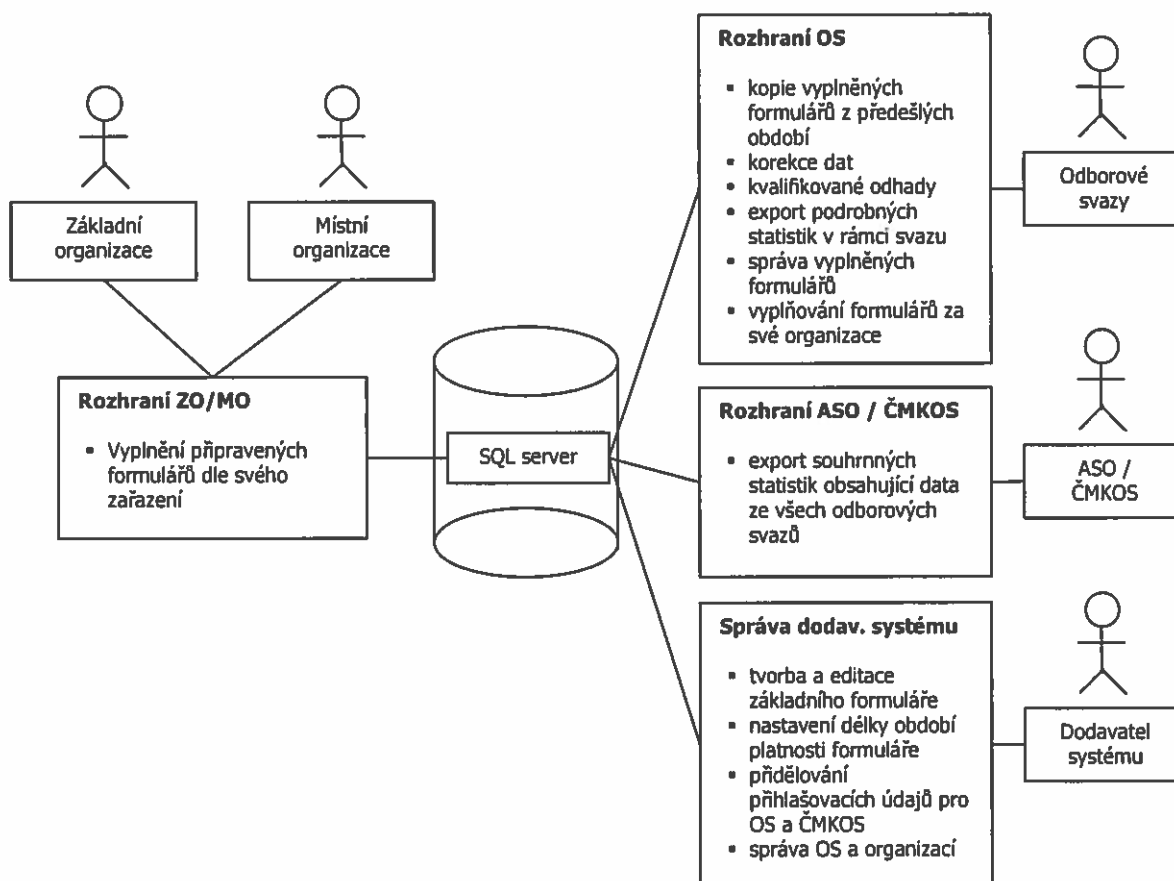 Základní
organizace
Místní
organizace
Rozhraní ZO/MO
▪ Vyplnění připravených
formulářů dle svého
zařazení
SQL server
Rozhraní OS
▪ kopie vyplněných
formulářů z předešlých
období
▪ korekce dat
▪ kvalifikované odhady
▪ export podrobných
statistik v rámci svazu
▪ správa vyplněných
formulářů
▪ vyplňování formulářů za
své organizace
Odborové
svazy
Rozhraní ASO / ČMKOS
▪ export souhrnných
statistik obsahující data
ze všech odborových
svazů
ASO /
ČMKOS
Správa dodav. systému
▪ tvorba a editace
základního formuláře
▪ nastavení délky období
platnosti formuláře
▪ přidělování
přihlašovacích údajů pro
OS a ČMKOS
▪ správa OS a organizací
Dodavatel
systému